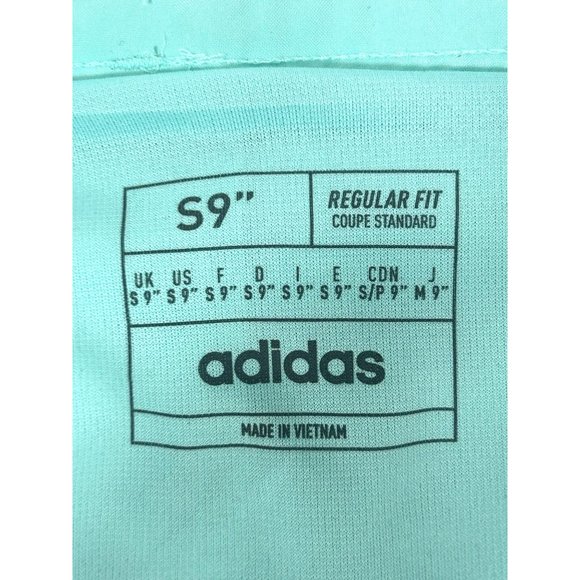 S9”
REGULAR FIT
COUPE STANDARD
UK US F D I E CDN J
S 9” S 9” S 9” S 9” S 9” S 9” S/P 9” M 9”
adidas
MADE IN VIETNAM